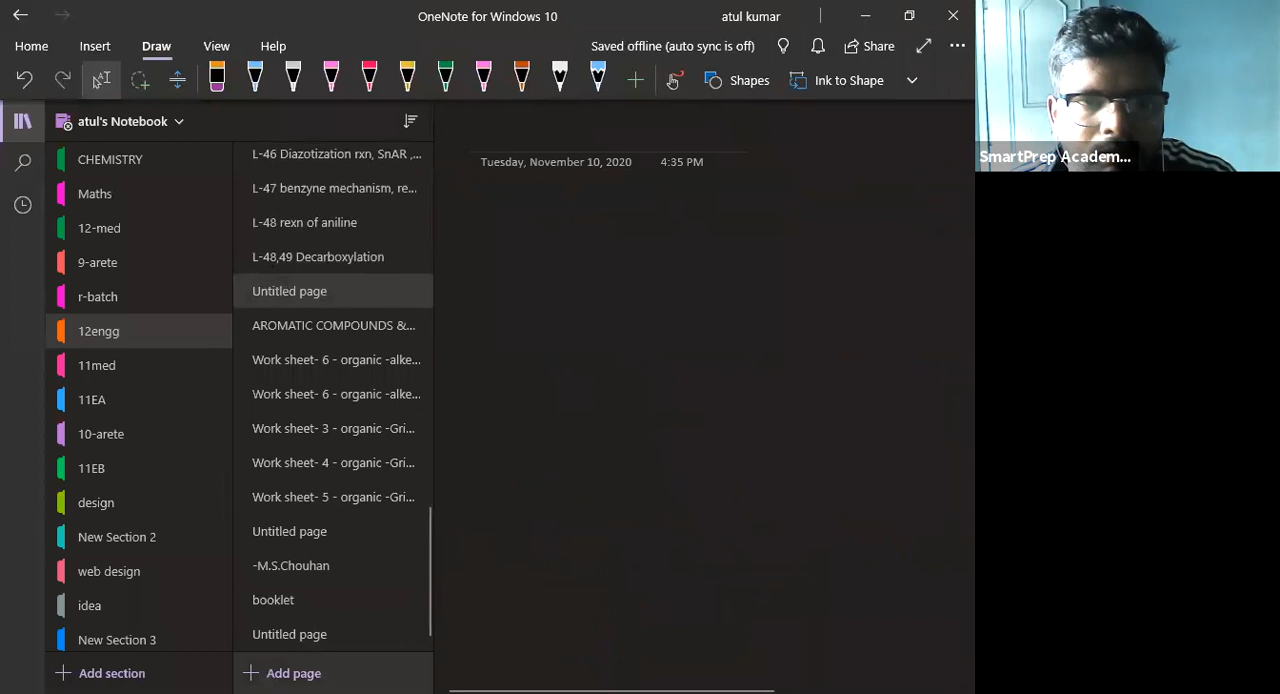 OneNote for Windows 10
atul kumar
Home
Insert
Draw
View
Help
Saved offline (auto sync is off)
Share
Shapes
Ink to Shape
atul's Notebook
CHEMISTRY
Maths
12-med
9-arete
r-batch
12engg
11med
11EA
10-arete
11EB
design
New Section 2
web design
idea
New Section 3
Add section
L-46 Diazotization rxn, SnAR ,...
L-47 benzyne mechanism, re...
L-48 rexn of aniline
L-48,49 Decarboxylation
Untitled page
AROMATIC COMPOUNDS &...
Work sheet- 6 - organic -alke...
Work sheet- 6 - organic -alke...
Work sheet- 3 - organic -Gri...
Work sheet- 4 - organic -Gri...
Work sheet- 5 - organic -Gri...
Untitled page
-M.S.Chouhan
booklet
Untitled page
Add page
Tuesday, November 10, 2020 4:35 PM
SmartPrep Academ...